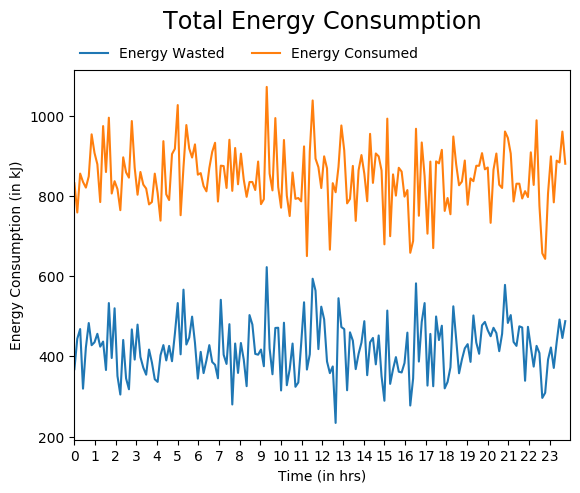 Total Energy Consumption
Energy Wasted Energy Consumed
1000
800
600
400
200
Energy Consumption (in kJ)
0 1 2 3 4 5 6 7 8 9 10 11 12 13 14 15 16 17 18 19 20 21 22 23
Time (in hrs)